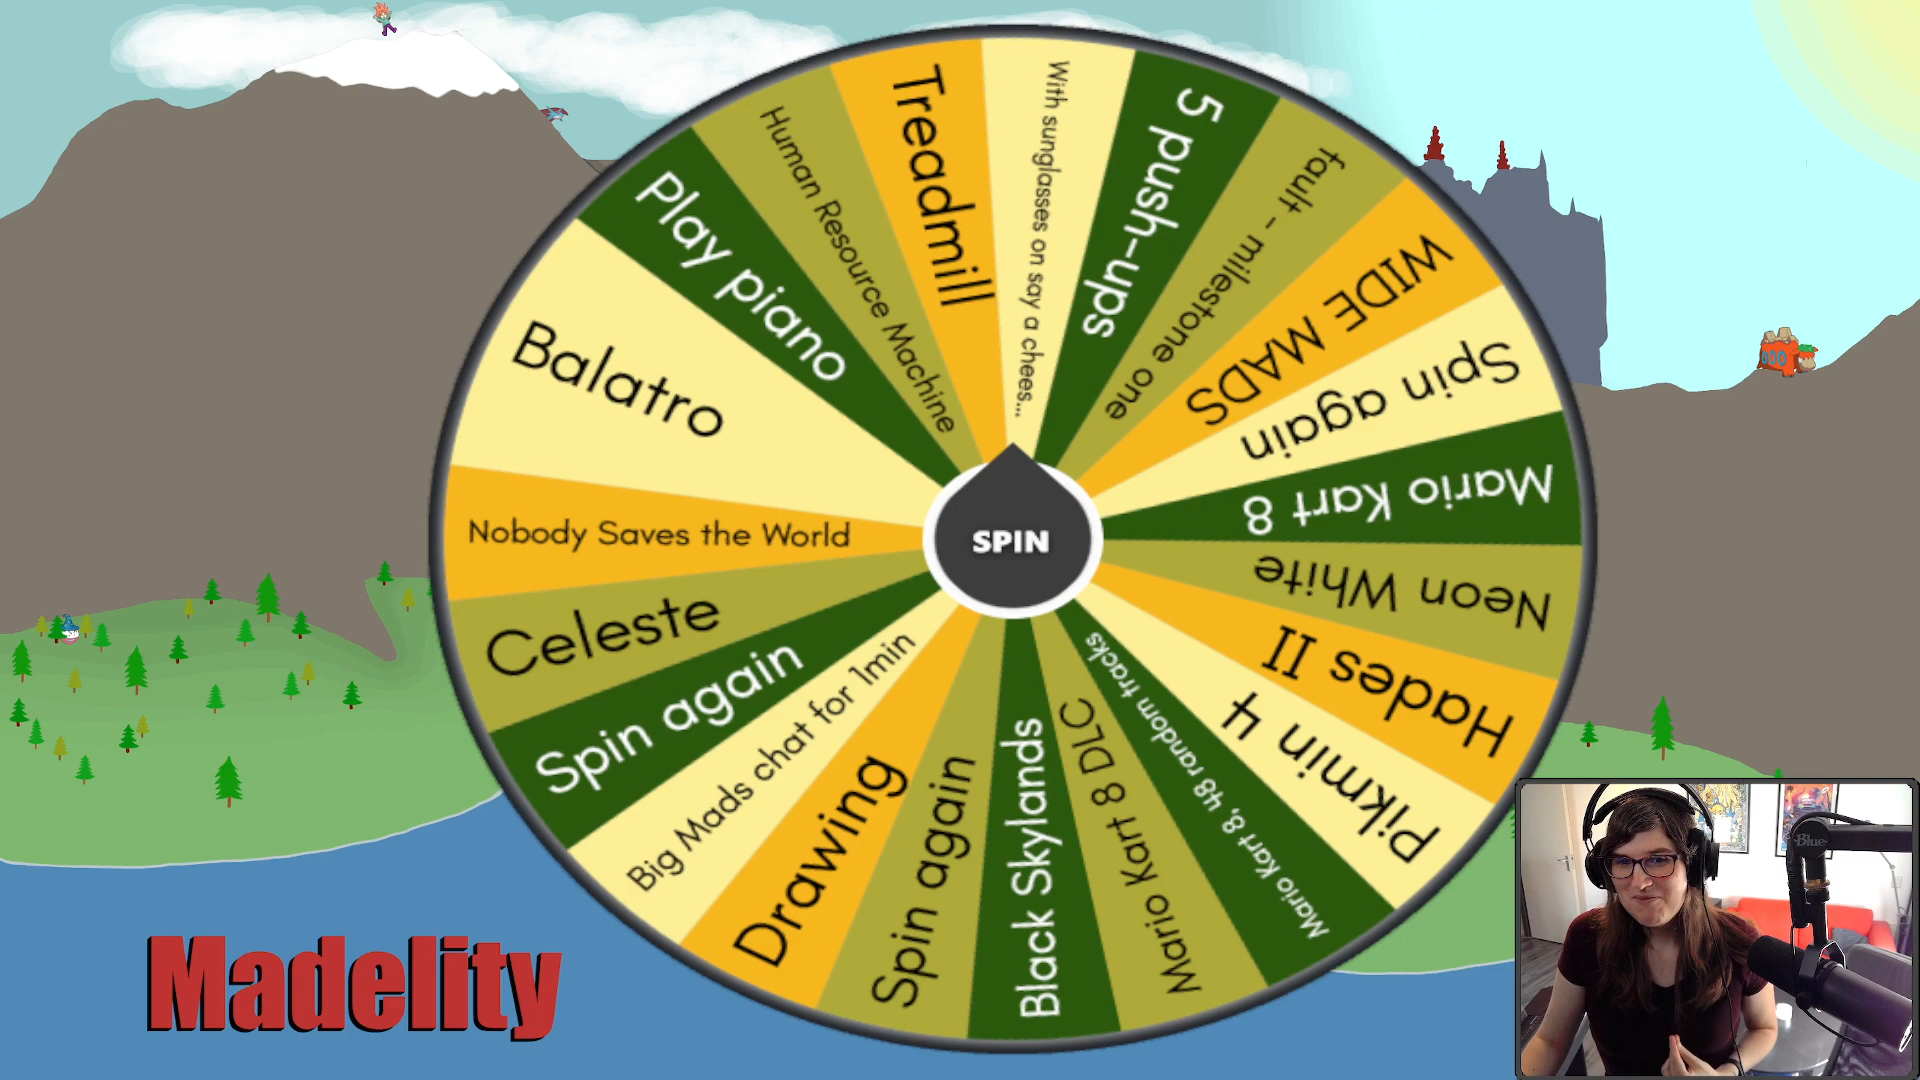 With sunglasses on say a chees...
5 push-ups
fault - milestone one
WIDE MADS
Spin again
Mario Kart 8
Neon White
Hades II
Pikmin 4
Mario Kart 8, 48 random tracks
Mario Kart 8 DLC
Black Skylands
Spin again
Drawing
Big Mads chat for 1min
Spin again
Celeste
Nobody Saves the World
Balatro
Play piano
Human Resource Machine
Treadmill
SPIN
Madelity
Blue